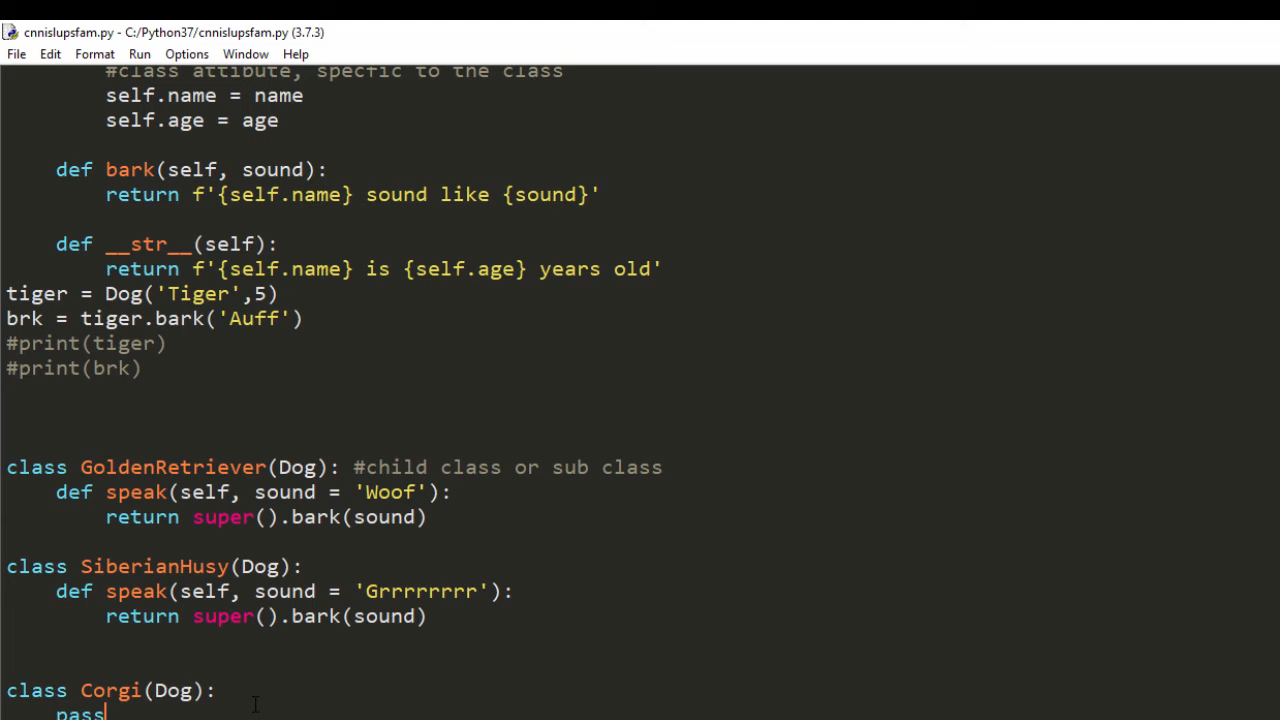 cnnislupsfam.py - C:/Python37/cnnislupsfam.py (3.7.3)
File Edit Format Run Options Window Help
#class attibute, specfic to the class
self.name = name
self.age = age
def bark(self, sound):
return f'{self.name} sound like {sound}'
def __str__(self):
return f'{self.name} is {self.age} years old'
tiger = Dog('Tiger',5)
brk = tiger.bark('Auff')
#print(tiger)
#print(brk)
class GoldenRetriever(Dog): #child class or sub class
def speak(self, sound = 'Woof'):
return super().bark(sound)
class SiberianHusy(Dog):
def speak(self, sound = 'Grrrrrrrr'):
return super().bark(sound)
class Corgi(Dog):
pass